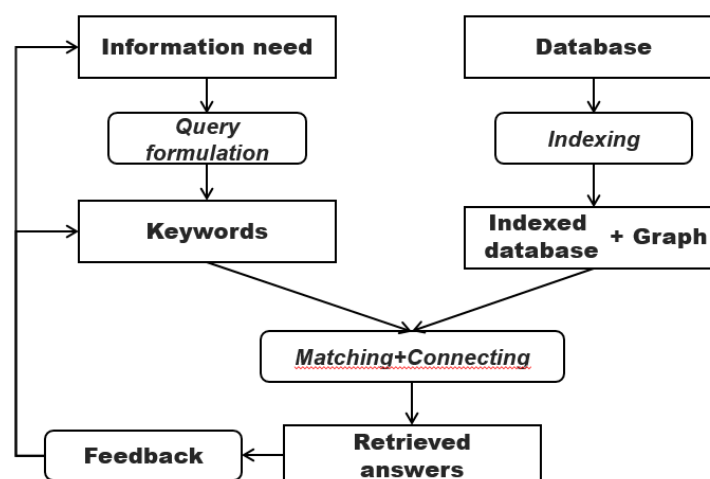 Information need
Database
Query
formulation
Indexing
Keywords
Indexed
database + Graph
Matching+Connecting
Feedback
Retrieved
answers